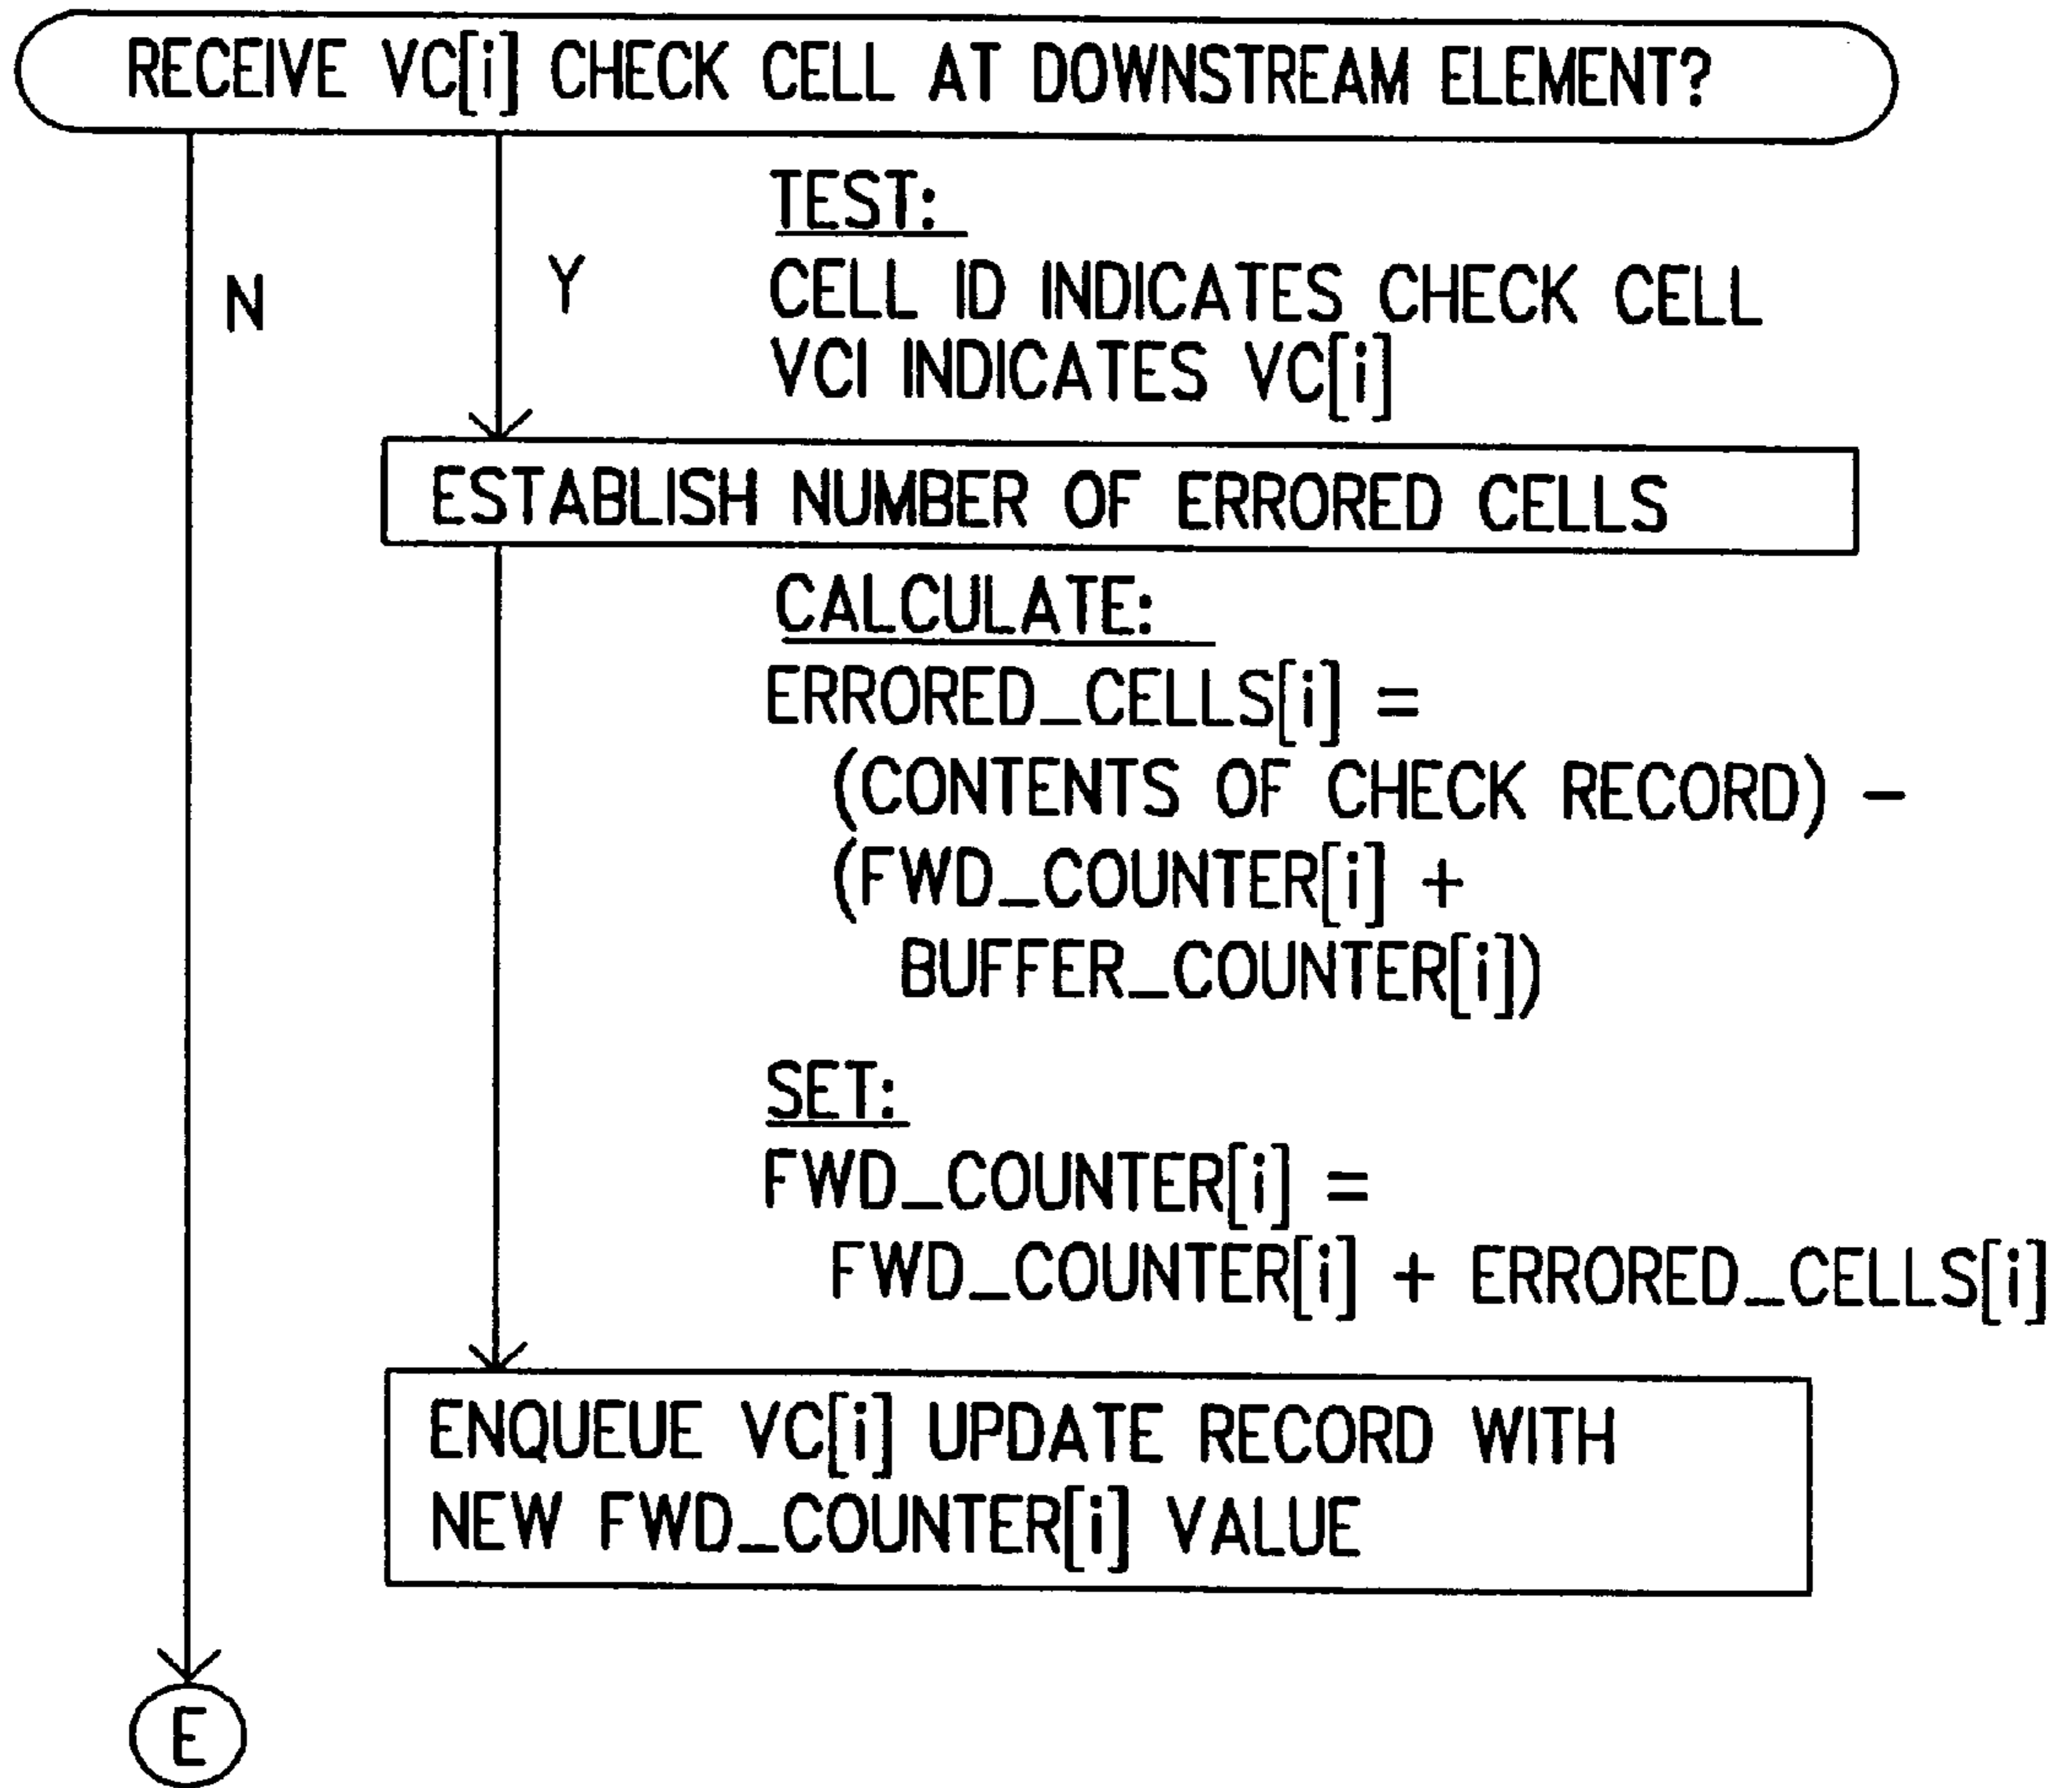 RECEIVE VC[i] CHECK CELL AT DOWNSTREAM ELEMENT?
N
Y
TEST:
CELL ID INDICATES CHECK CELL
VCI INDICATES VC[i]
ESTABLISH NUMBER OF ERRORED CELLS
CALCULATE:
ERRORED_CELLS[i] =
(CONTENTS OF CHECK RECORD) –
(FWD_COUNTER[i] +
BUFFER_COUNTER[i])
SET:
FWD_COUNTER[i] =
FWD_COUNTER[i] + ERRORED_CELLS[i]
ENQUEUE VC[i] UPDATE RECORD WITH
NEW FWD_COUNTER[i] VALUE
E